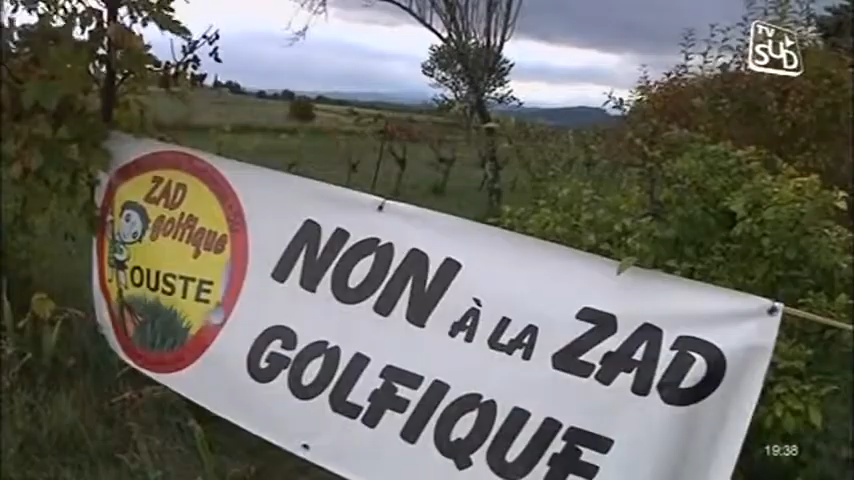 TV
SUD
ZAD
golfique
OUSTE
NON À LA ZAD
GOLFIQUE
19:38